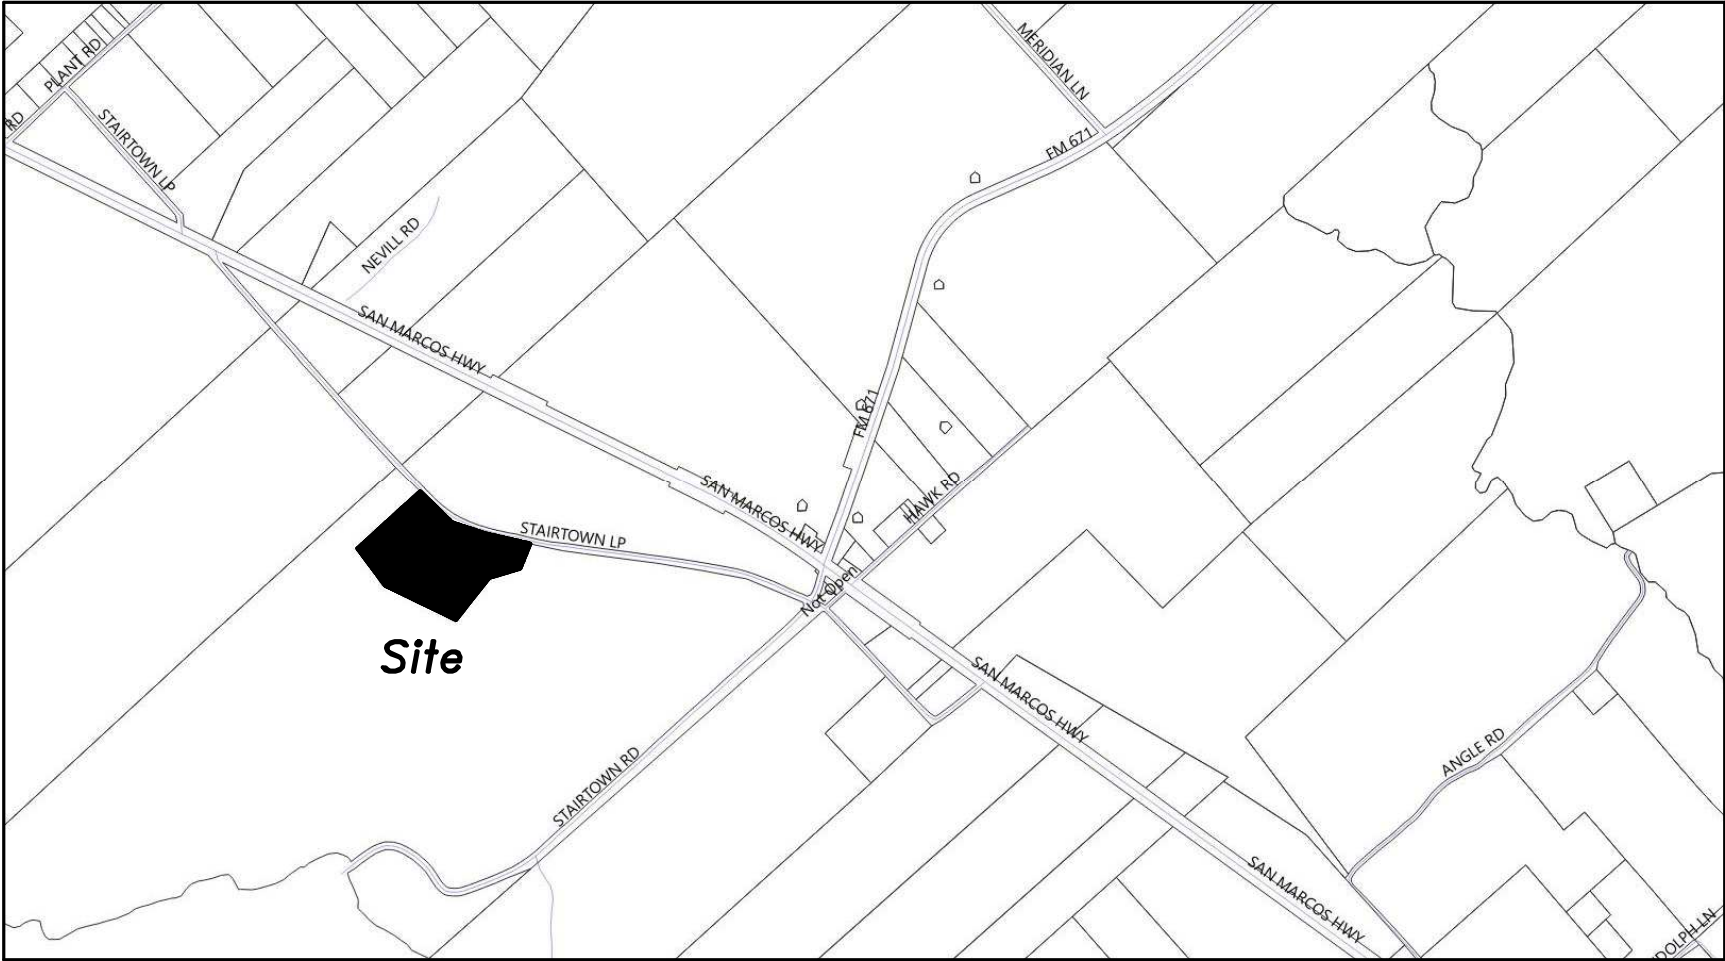 MERIDIAN LN
PLANT RD
RD
STAIRTOWN LP
FM 671
NEVILL RD
SAN MARCOS HWY
FM 671
SAN MARCOS HWY
HAWK RD
STAIRTOWN LP
Not Open
Site
SAN MARCOS HWY
STAIRTOWN RD
ANGLE RD
SAN MARCOS HWY
DOLPH LN